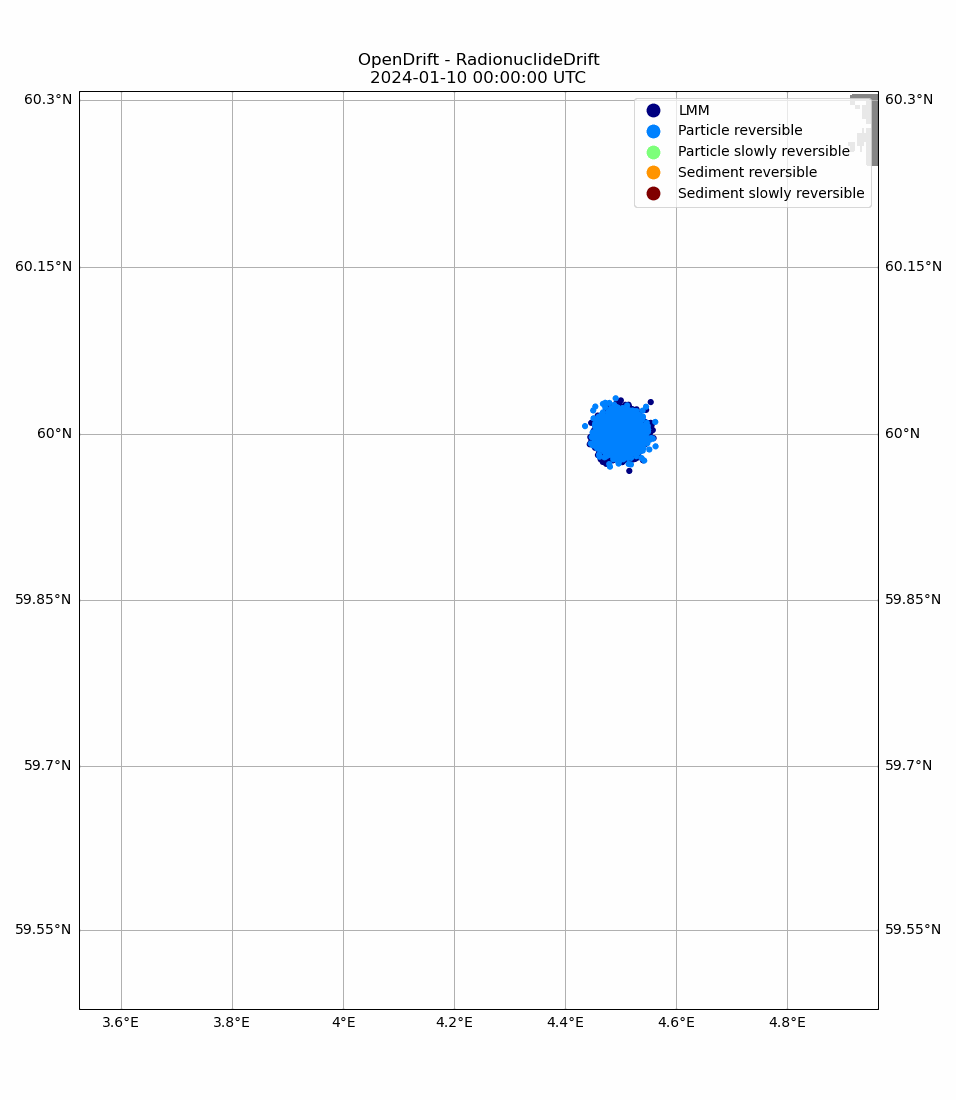 OpenDrift - RadionuclideDrift
2024-01-10 00:00:00 UTC
60.3°N
60.3°N
LMM
Particle reversible
Particle slowly reversible
Sediment reversible
Sediment slowly reversible
60.15°N
60.15°N
60°N
60°N
59.85°N
59.85°N
59.7°N
59.7°N
59.55°N
59.55°N
3.6°E
3.8°E
4°E
4.2°E
4.4°E
4.6°E
4.8°E